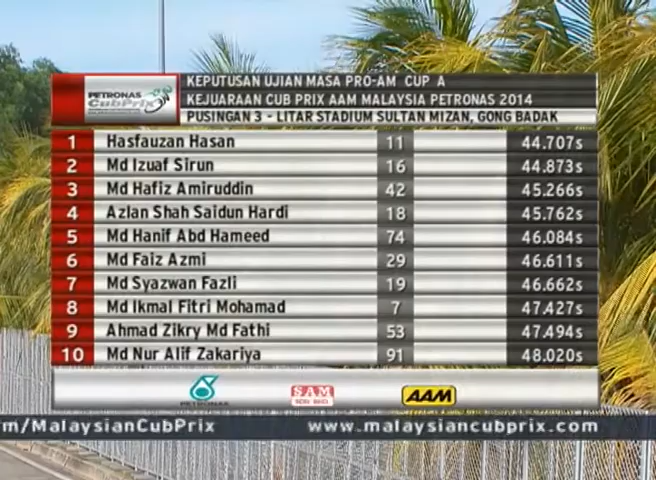 PETRONAS
CubPrix
KEPUTUSAN UJIAN MASA PRO-AM CUP A
KEJUARAAN CUB PRIX AAM MALAYSIA PETRONAS 2014
PUSINGAN 3 - LITAR STADIUM SULTAN MIZAN, GONG BADAK
1 Hasfauzan Hasan 11 44.707s
2 Md Izuaf Sirun 16 44.873s
3 Md Hafiz Amiruddin 42 45.266s
4 Azlan Shah Saidun Hardi 18 45.762s
5 Md Hanif Abd Hameed 74 46.084s
6 Md Faiz Azmi 29 46.611s
7 Md Syazwan Fazli 19 46.662s
8 Md Ikmal Fitri Mohamad 7 47.427s
9 Ahmad Zikry Md Fathi 53 47.494s
10 Md Nur Alif Zakariya 91 48.020s
PETRONAS SAM AAM
SDN BHD
m/MalaysianCubPrix www.malaysiancubprix.com